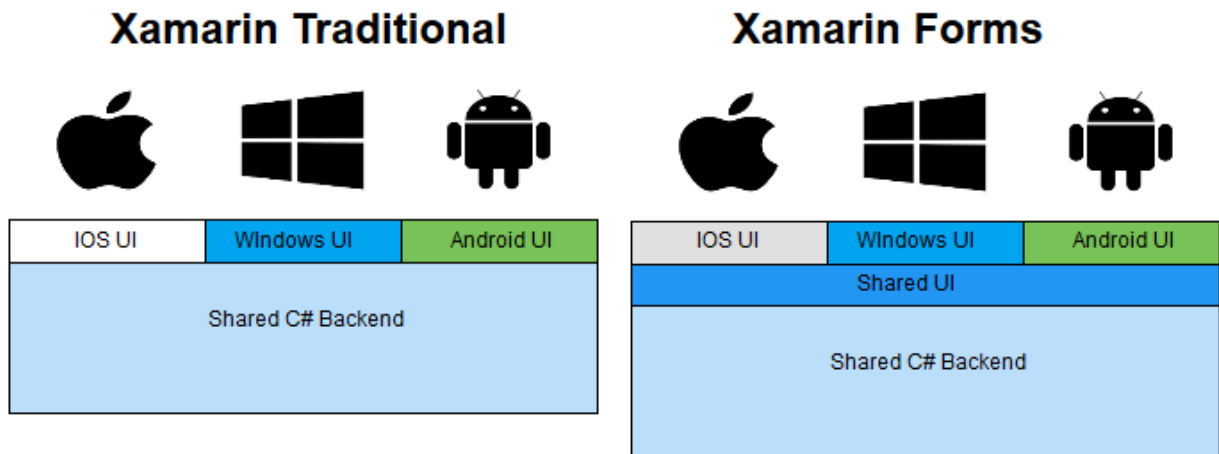 Xamarin Traditional
IOS UI WIndows UI Android UI
Shared C# Backend
Xamarin Forms
IOS UI WIndows UI Android UI
Shared UI
Shared C# Backend